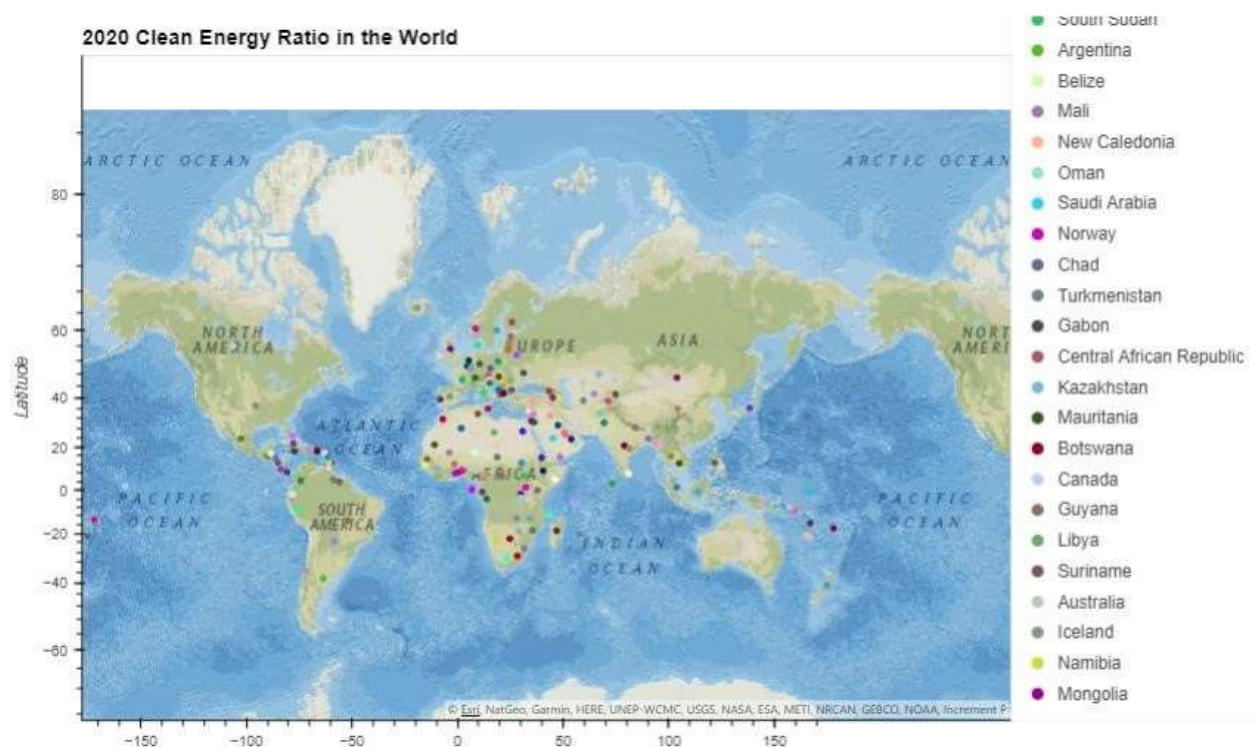 2020 Clean Energy Ratio in the World
South Sudan
Argentina
Belize
Mali
New Caledonia
Oman
Saudi Arabia
Norway
Chad
Turkmenistan
Gabon
Central African Republic
Kazakhstan
Mauritania
Botswana
Canada
Guyana
Libya
Suriname
Australia
Iceland
Namibia
Mongolia
Latitude
80
60
40
20
0
−20
−40
−60
ARCTIC OCEAN
ARCTIC OCEAN
NORTH
AMERICA
EUROPE
ASIA
NORT
AMERI
ATLANTIC
OCEAN
AFRICA
PACIFIC
OCEAN
SOUTH
AMERICA
INDIAN
OCEAN
PACIFIC
OCEAN
© Esri, NatGeo, Garmin, HERE, UNEP-WCMC, USGS, NASA, ESA, METI, NRCAN, GEBCO, NOAA, Increment P
−150
−100
−50
0
50
100
150